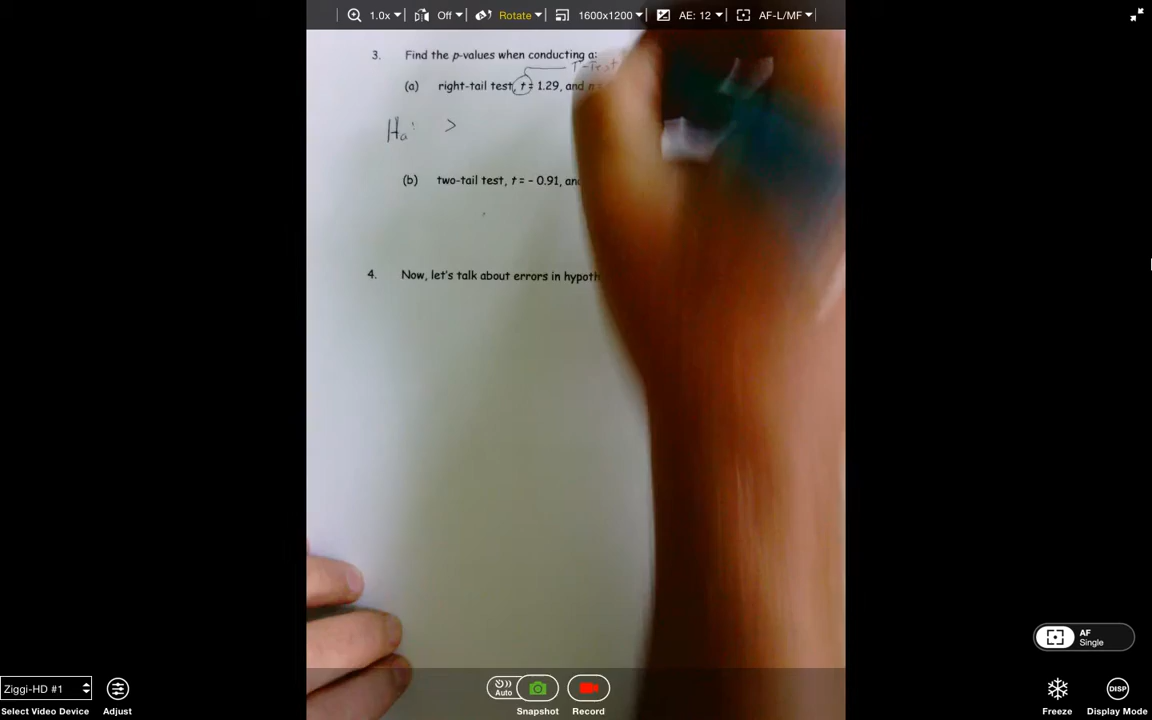 1.0x Off Rotate 1600x1200 AE: 12 AF-L/MF
3. Find the p-values when conducting a:
T-Test
(a) right-tail test, t = 1.29, and n =
Ha: >
(b) two-tail test, t = - 0.91, and
4. Now, let's talk about errors in hypoth
AF
Single
Ziggi-HD #1
Auto
DISP
Select Video Device Adjust Snapshot Record Freeze Display Mode